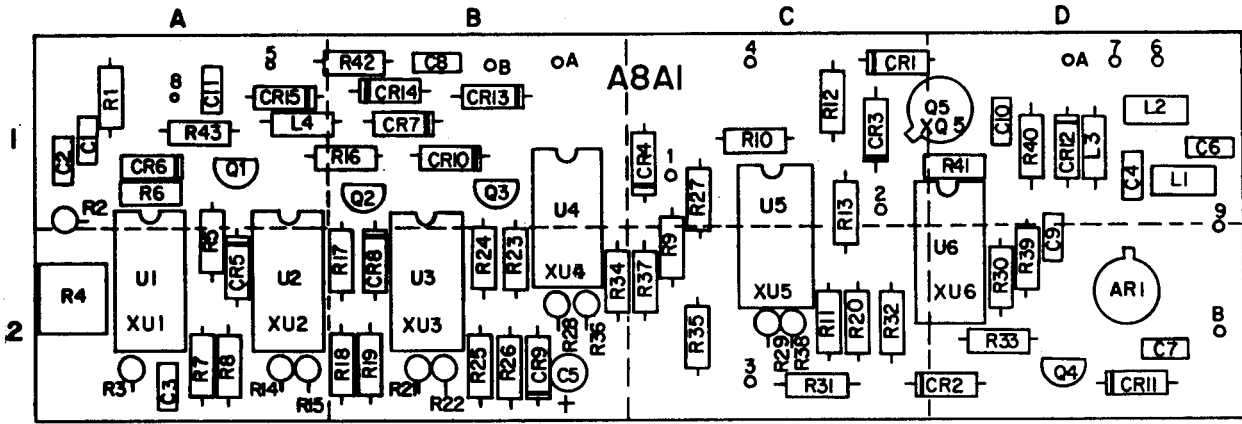 A B C D
1
2
A8A1
5
8
R1
C11
CR15
L4
R43
C1
C2
CR6
R6
Q1
R2
R42
C8
B
A
CR14
CR13
CR7
R16
CR10
Q2
Q3
4
R12
CR1
CR3
CR4
1
R10
R27
U4
U5
R13
2
7
6
A
Q5
XQ5
C10
R40
CR12
L3
L2
C6
C4
L1
R41
9
R4
U1
XU1
R5
CR5
U2
XU2
R17
CR8
U3
XU3
R24
R23
XU4
R34
R37
R9
XU5
U6
XU6
R30
R39
C9
AR1
B
R3
C3
R7
R8
R14
R15
R18
R19
R21
R22
R25
R26
CR9
C5
+
R28
R36
R35
3
R29
R38
R11
R20
R32
R31
CR2
R33
Q4
C7
CR11